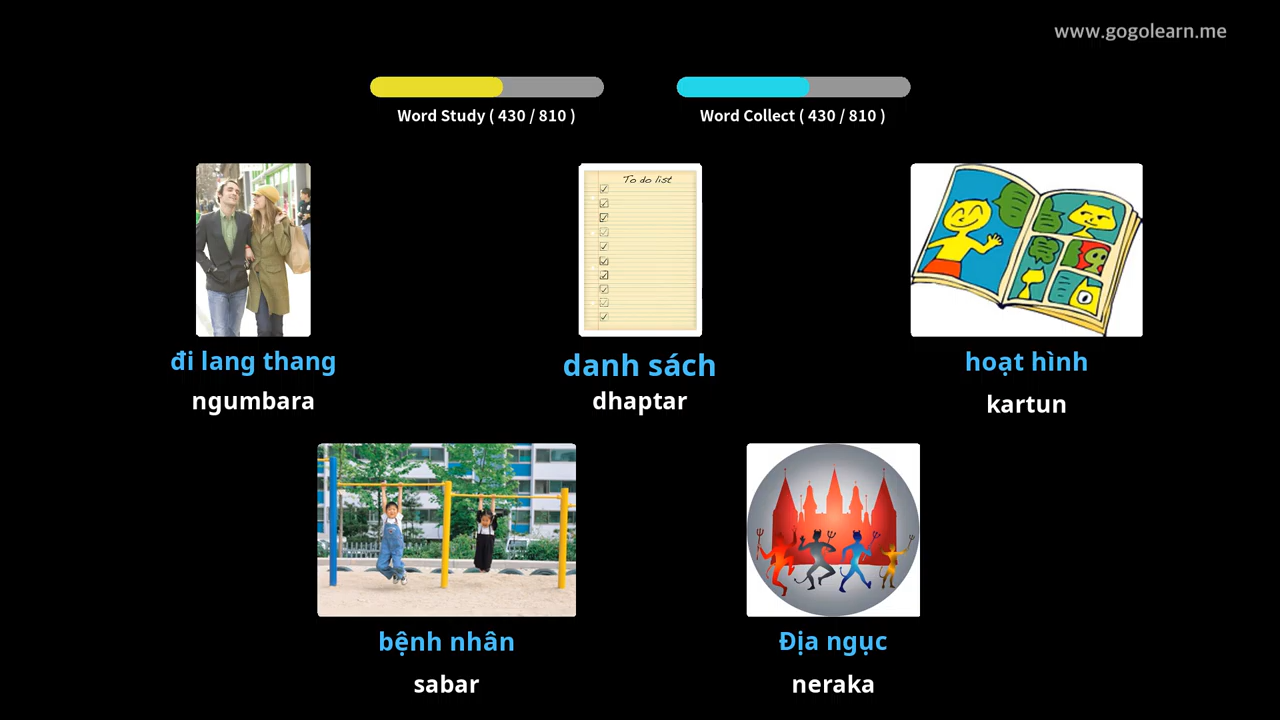 www.gogolearn.me
Word Study ( 430 / 810 )
Word Collect ( 430 / 810 )
To do list
đi lang thang
danh sách
hoạt hình
ngumbara
dhaptar
kartun
bệnh nhân
Địa ngục
sabar
neraka